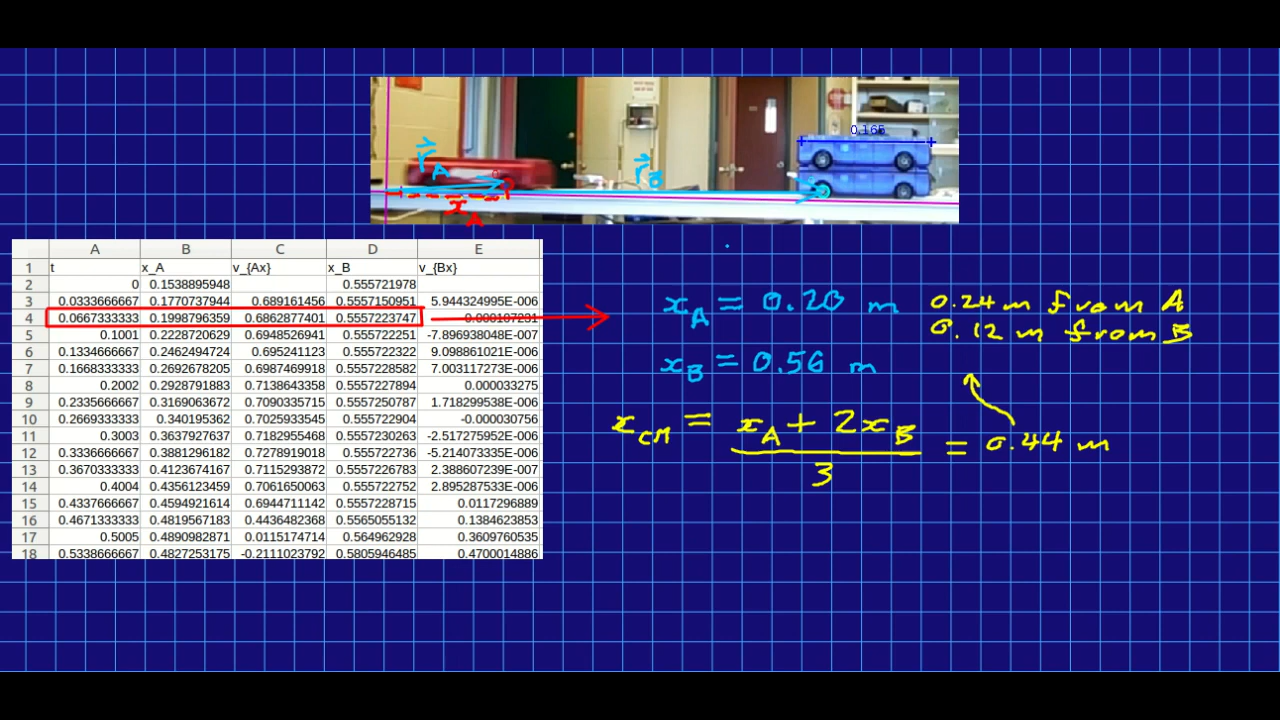 0.165
r_A
r_B
x_A
A B C D E
1 t x_A v_{Ax} x_B v_{Bx}
2 0 0.1538895948 0.555721978
3 0.0333666667 0.1770737944 0.689161456 0.5557150951 5.944324995E-006
4 0.0667333333 0.1998796359 0.6862877401 0.5557223747 0.000107231
5 0.1001 0.2228720629 0.6948526941 0.555722251 -7.896938048E-007
6 0.1334666667 0.2462494724 0.695241123 0.555722322 9.098861021E-006
7 0.1668333333 0.2692678205 0.6987469918 0.5557228582 7.003117273E-006
8 0.2002 0.2928791883 0.7138643358 0.5557227894 0.000033275
9 0.2335666667 0.3169063672 0.5557250787 1.718298538E-006
10 0.2669333333 0.340195362 0.7025933545 0.555722904 -0.000030756
11 0.3003 0.3637927637 0.7182955468 0.5557230263 -2.517275952E-006
12 0.3336666667 0.3881296182 0.7278919018 0.555722736 -5.214073335E-006
13 0.3670333333 0.4123674167 0.7115293872 0.5557226783 2.388607239E-007
14 0.4004 0.4356123459 0.7061650063 0.555722752 2.895287533E-006
15 0.4337666667 0.4594921614 0.6944711142 0.5557228715 0.0117296889
16 0.4671333333 0.4819567183 0.4436482368 0.5565055132 0.1384623853
17 0.5005 0.4890982871 0.0115174714 0.564962928 0.3609760535
18 0.5338666667 0.4827253175 -0.2111023792 0.5805946485 0.4700014886
x_A = 0.20 m
0.24 m from A
0.12 m from B
x_B = 0.56 m
x_CM = x_A + 2x_B / 3 = 0.44 m